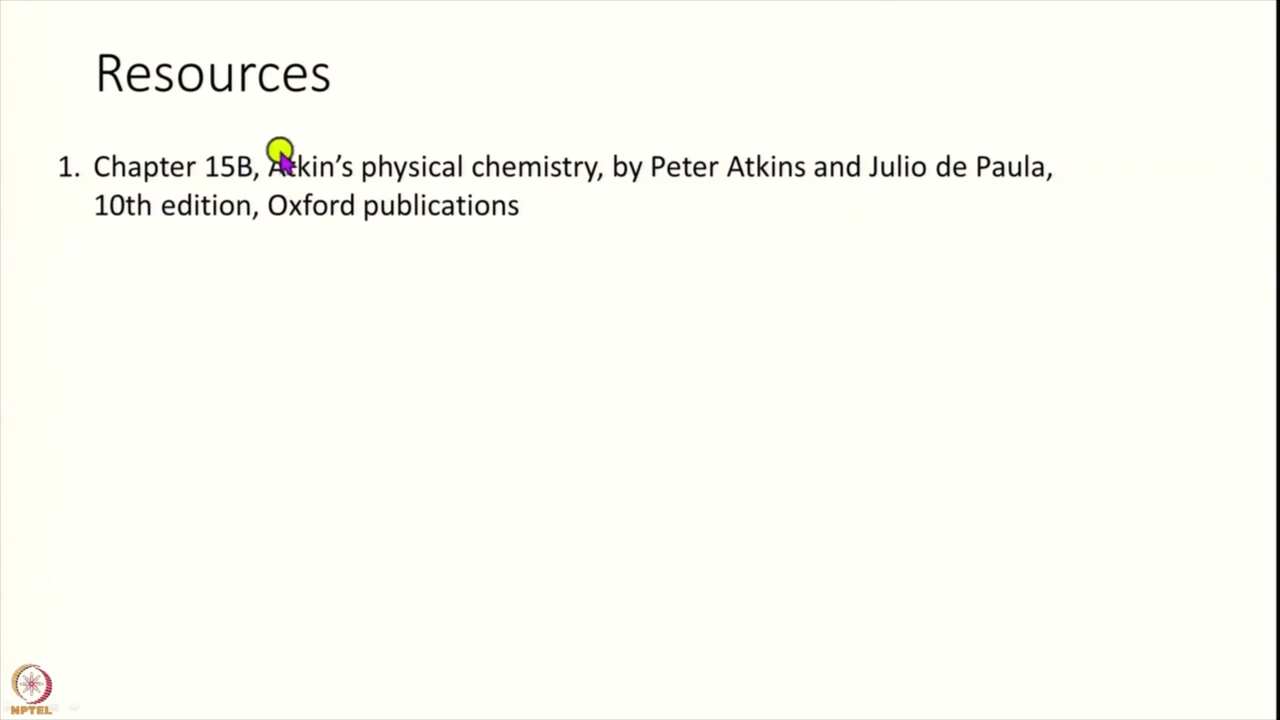 Resources
1. Chapter 15B, Atkin’s physical chemistry, by Peter Atkins and Julio de Paula,
10th edition, Oxford publications
NPTEL